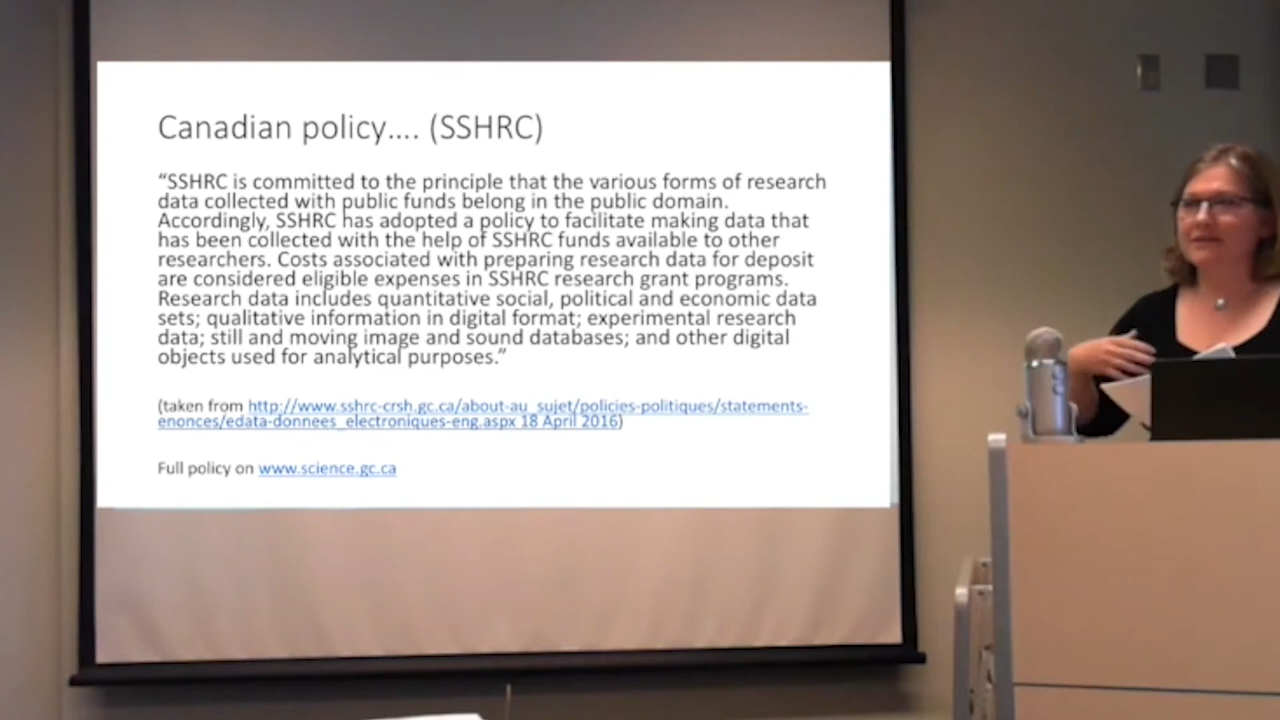 Canadian policy…. (SSHRC)
“SSHRC is committed to the principle that the various forms of research
data collected with public funds belong in the public domain.
Accordingly, SSHRC has adopted a policy to facilitate making data that
has been collected with the help of SSHRC funds available to other
researchers. Costs associated with preparing research data for deposit
are considered eligible expenses in SSHRC research grant programs.
Research data includes quantitative social, political and economic data
sets; qualitative information in digital format; experimental research
data; still and moving image and sound databases; and other digital
objects used for analytical purposes.”
(taken from http://www.sshrc-crsh.gc.ca/about-au_sujet/policies-politiques/statements-
enonces/edata-donnees_electroniques-eng.aspx 18 April 2016)
Full policy on www.science.gc.ca